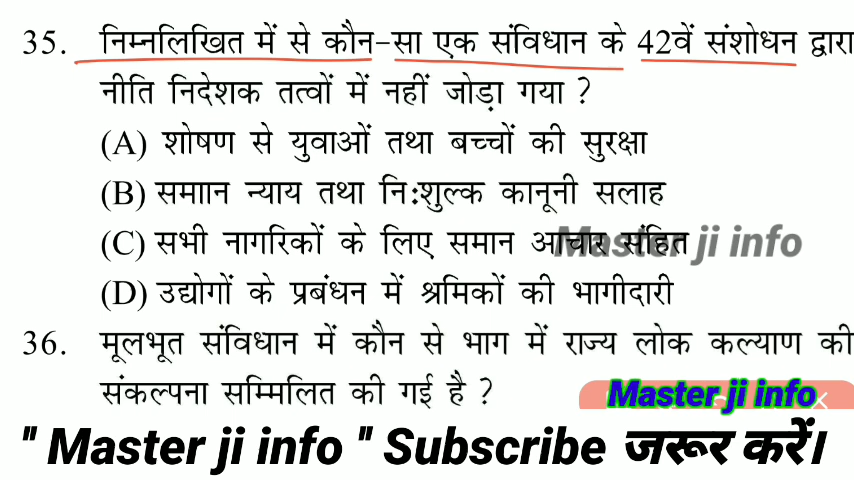 35. निम्नलिखित में से कौन-सा एक संविधान के 42वें संशोधन द्वारा
नीति निदेशक तत्वों में नहीं जोड़ा गया ?
(A) शोषण से युवाओं तथा बच्चों की सुरक्षा
(B) समाान न्याय तथा नि:शुल्क कानूनी सलाह
(C) सभी नागरिकों के लिए समान आचार संहित
Master ji info
(D) उद्योगों के प्रबंधन में श्रमिकों की भागीदारी
36. मूलभूत संविधान में कौन से भाग में राज्य लोक कल्याण की
संकल्पना सम्मिलित की गई है ?
Master ji info
" Master ji info " Subscribe जरूर करें।